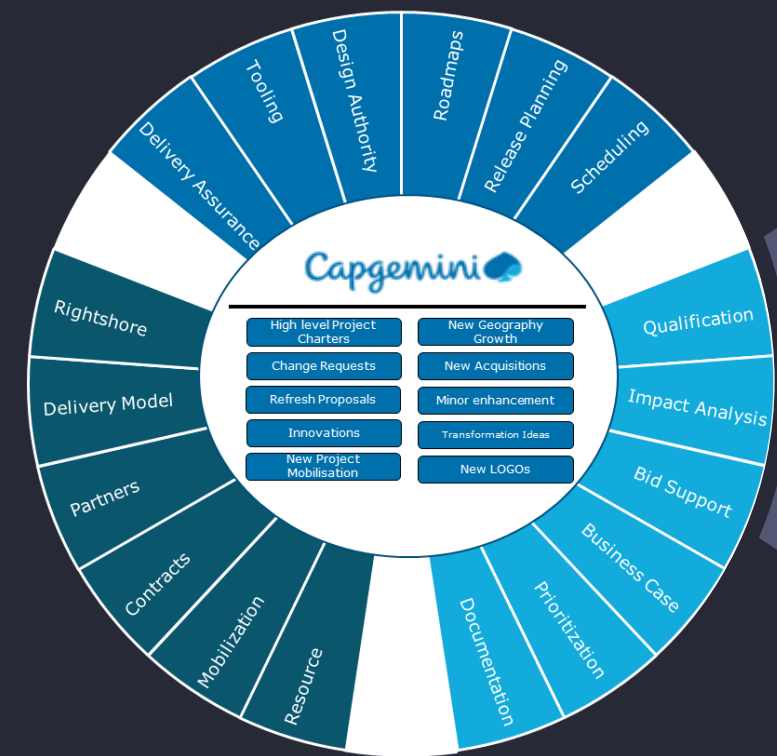 Delivery Assurance
Tooling
Design Authority
Roadmaps
Release Planning
Scheduling
Qualification
Impact Analysis
Bid Support
Business Case
Prioritization
Documentation
Resource
Mobilization
Contracts
Partners
Delivery Model
Rightshore
Capgemini
High level Project
Charters
Change Requests
Refresh Proposals
Innovations
New Project
Mobilisation
New Geography
Growth
New Acquisitions
Minor enhancement
Transformation Ideas
New LOGOs